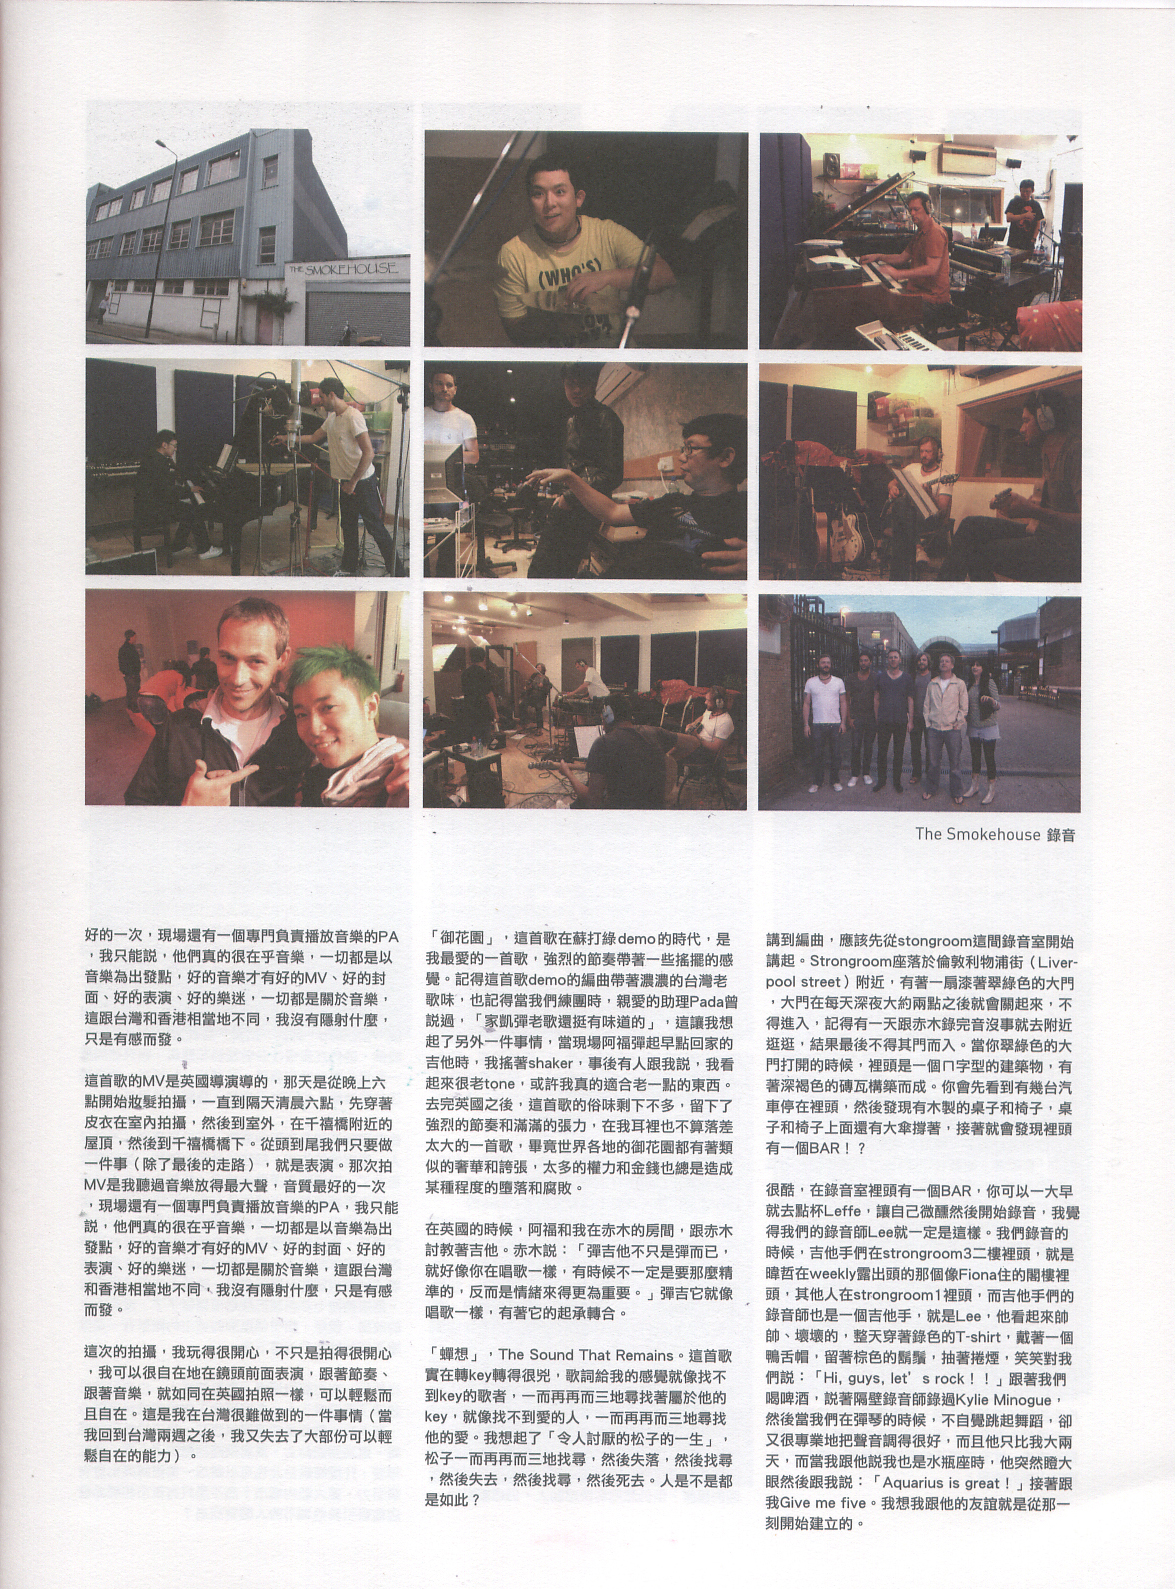 THE SMOKEHOUSE
(WHO'S)
The Smokehouse 錄音
好的一次，現場還有一個專門負責播放音樂的PA
，我只能說，他們真的很在乎音樂，一切都是以
音樂為出發點，好的音樂才有好的MV、好的封
面、好的表演、好的樂迷，一切都是關於音樂，
這跟台灣和香港相當地不同，我沒有隱射什麼，
只是有感而發。
這首歌的MV是英國導演導的，那天是從晚上六
點開始妝髮拍攝，一直到隔天清晨六點，先穿著
皮衣在室內拍攝，然後到室外，在千禧橋附近的
屋頂，然後到千禧橋橋下。從頭到尾我們只要做
一件事（除了最後的走路），就是表演。那次拍
MV是我聽過音樂放得最大聲，音質最好的一次
，現場還有一個專門負責播放音樂的PA，我只能
說，他們真的很在乎音樂，一切都是以音樂為出
發點，好的音樂才有好的MV、好的封面、好的
表演、好的樂迷，一切都是關於音樂，這跟台灣
和香港相當地不同，我沒有隱射什麼，只是有感
而發。
這次的拍攝，我玩得很開心，不只是拍得很開心
，我可以很自在地在鏡頭前面表演，跟著節奏、
跟著音樂，就如同在英國拍照一樣，可以輕鬆而
且自在。這是我在台灣很難做到的一件事情（當
我回到台灣兩週之後，我又失去了大部份可以輕
鬆自在的能力）。
「御花園」，這首歌在蘇打綠demo的時代，是
我最愛的一首歌，強烈的節奏帶著一些搖擺的感
覺。記得這首歌demo的編曲帶著濃濃的台灣老
歌味，也記得當我們練團時，親愛的助理Pada曾
說過，「家凱彈老歌還挺有味道的」，這讓我想
起了另外一件事情，當現場阿福彈起早點回家的
吉他時，我搖著shaker，事後有人跟我說，我看
起來很老tone，或許我真的適合老一點的東西。
去完英國之後，這首歌的俗味剩下不多，留下了
強烈的節奏和滿滿的張力，在我耳裡也不算落差
太大的一首歌，畢竟世界各地的御花園都有著類
似的奢華和誇張，太多的權力和金錢也總是造成
某種程度的墮落和腐敗。
在英國的時候，阿福和我在赤木的房間，跟赤木
討教著吉他。赤木說：「彈吉他不只是彈而已，
就好像你在唱歌一樣，有時候不一定是要那麼精
準的，反而是情緒來得更為重要。」彈吉它就像
唱歌一樣，有著它的起承轉合。
「蟬想」，The Sound That Remains。這首歌
實在轉key轉得很兇，歌詞給我的感覺就像找不
到key的歌者，一而再再而三地尋找著屬於他的
key，就像找不到愛的人，一而再再而三地尋找
他的愛。我想起了「令人討厭的松子的一生」，
松子一而再再而三地找尋，然後失落，然後找尋
，然後失去，然後找尋，然後死去。人是不是都
是如此？
講到編曲，應該先從stongroom這間錄音室開始
講起。Strongroom座落於倫敦利物浦街（Liver-
pool street）附近，有著一扇漆著翠綠色的大門
，大門在每天深夜大約兩點之後就會關起來，不
得進入，記得有一天跟赤木錄完音沒事就去附近
逛逛，結果最後不得其門而入。當你翠綠色的大
門打開的時候，裡頭是一個ㄇ字型的建築物，有
著深褐色的磚瓦構築而成。你會先看到有幾台汽
車停在裡頭，然後發現有木製的桌子和椅子，桌
子和椅子上面還有大傘撐著，接著就會發現裡頭
有一個BAR！？
很酷，在錄音室裡頭有一個BAR，你可以一大早
就去點杯Leffe，讓自己微醺然後開始錄音，我覺
得我們的錄音師Lee就一定是這樣。我們錄音的
時候，吉他手們在strongroom3二樓裡頭，就是
暐哲在weekly露出頭的那個像Fiona住的閣樓裡
頭，其他人在strongroom1裡頭，而吉他手們的
錄音師也是一個吉他手，就是Lee，他看起來帥
帥、壞壞的，整天穿著綠色的T-shirt，戴著一個
鴨舌帽，留著棕色的鬍鬚，抽著捲煙，笑笑對我
們說：「Hi, guys, let’s rock！！」跟著我們
喝啤酒，說著隔壁錄音師錄過Kylie Minogue，
然後當我們在彈琴的時候，不自覺跳起舞蹈，卻
又很專業地把聲音調得很好，而且他只比我大兩
天，而當我跟他說我也是水瓶座時，他突然瞪大
眼然後跟我說：「Aquarius is great！」接著跟
我Give me five。我想我跟他的友誼就是從那一
刻開始建立的。